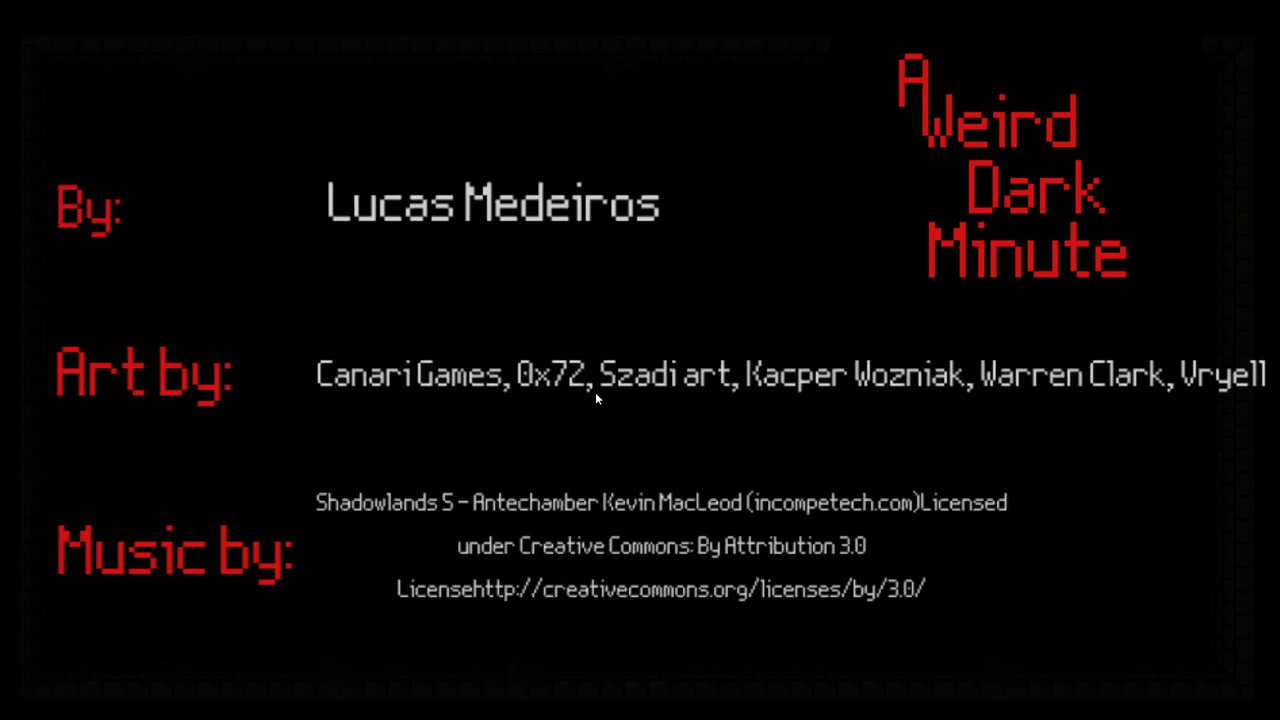 A
Weird
Dark
Minute
By:
Lucas Medeiros
Art by:
Canari Games, 0x72, Szadi art, Kacper Wozniak, Warren Clark, Vryell
Music by:
Shadowlands 5 - Antechamber Kevin MacLeod (incompetech.com)Licensed
under Creative Commons: By Attribution 3.0
Licensehttp://creativecommons.org/licenses/by/3.0/